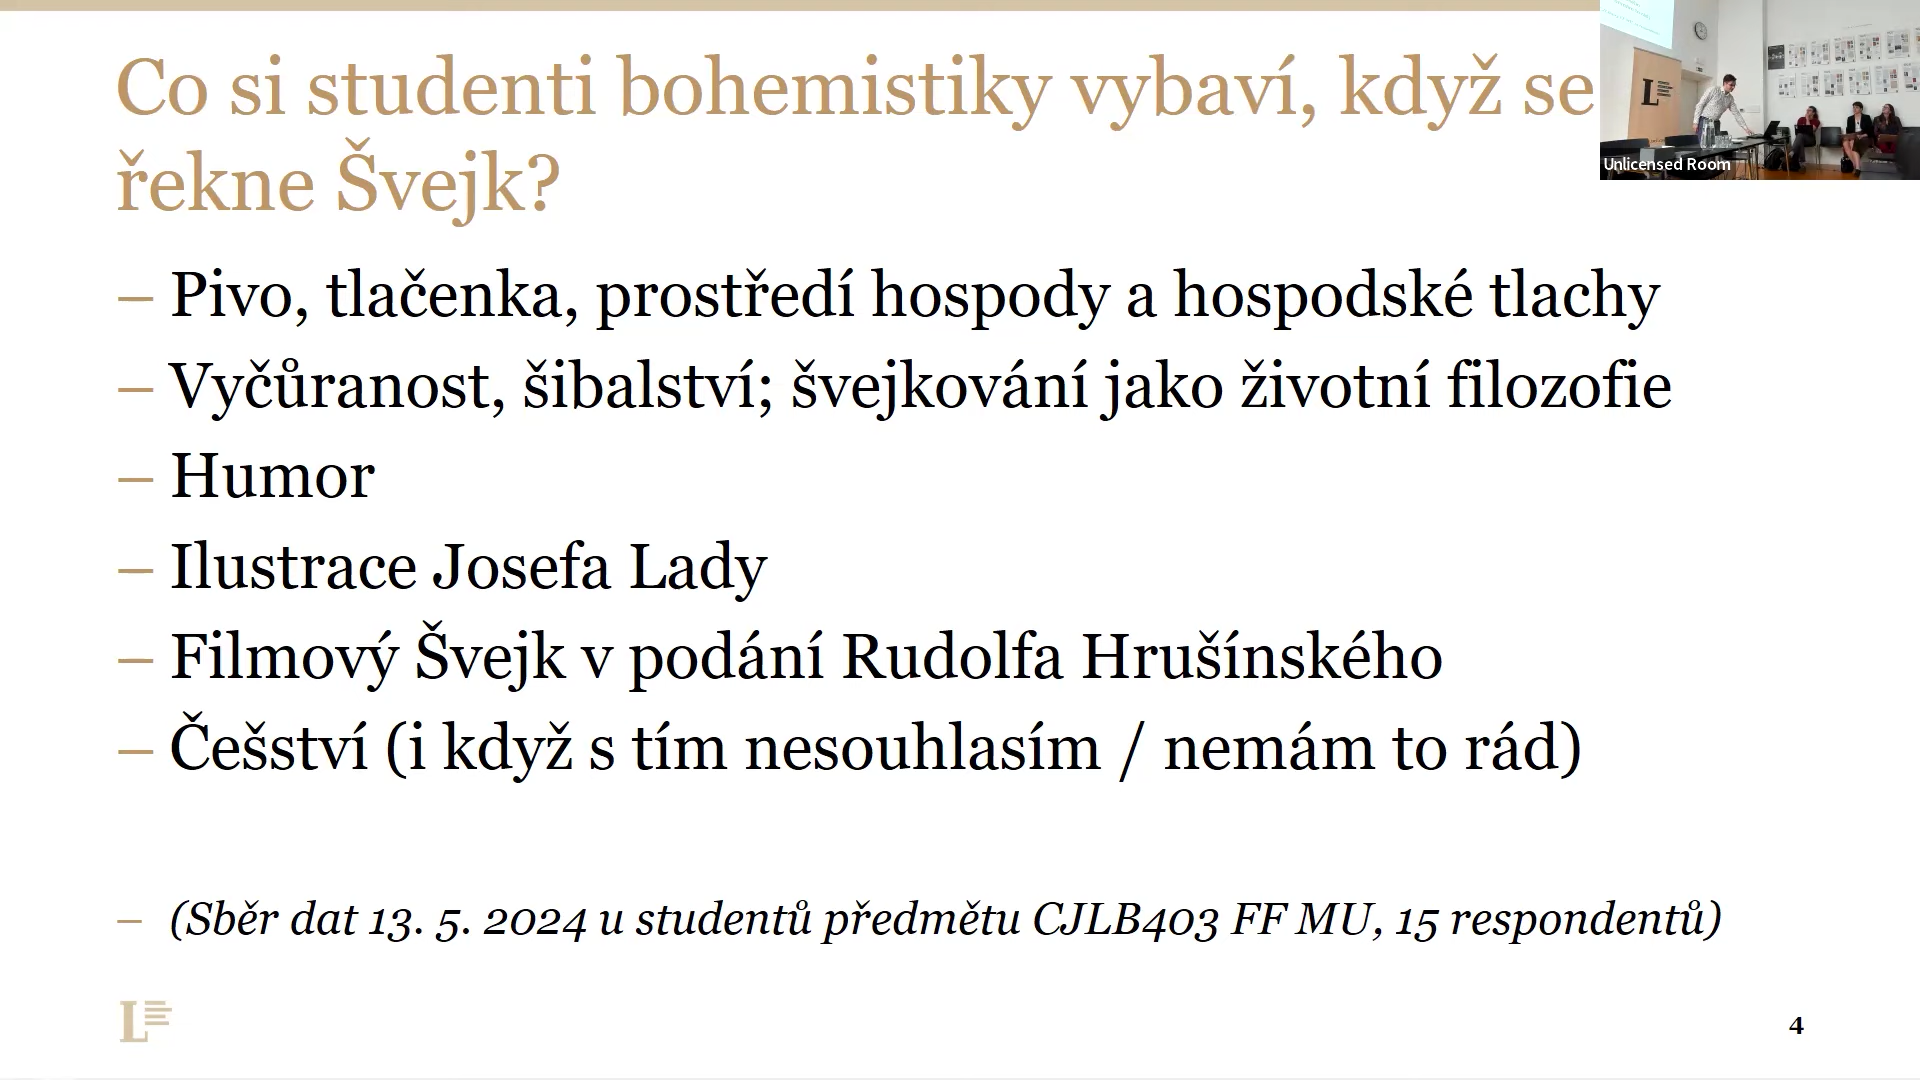 Co si studenti bohemistiky vybaví, když se
řekne Švejk?
– Pivo, tlačenka, prostředí hospody a hospodské tlachy
– Vyčůranost, šibalství; švejkování jako životní filozofie
– Humor
– Ilustrace Josefa Lady
– Filmový Švejk v podání Rudolfa Hrušínského
– Češství (i když s tím nesouhlasím / nemám to rád)
– (Sběr dat 13. 5. 2024 u studentů předmětu CJLB403 FF MU, 15 respondentů)
L
4
L
Unlicensed Room